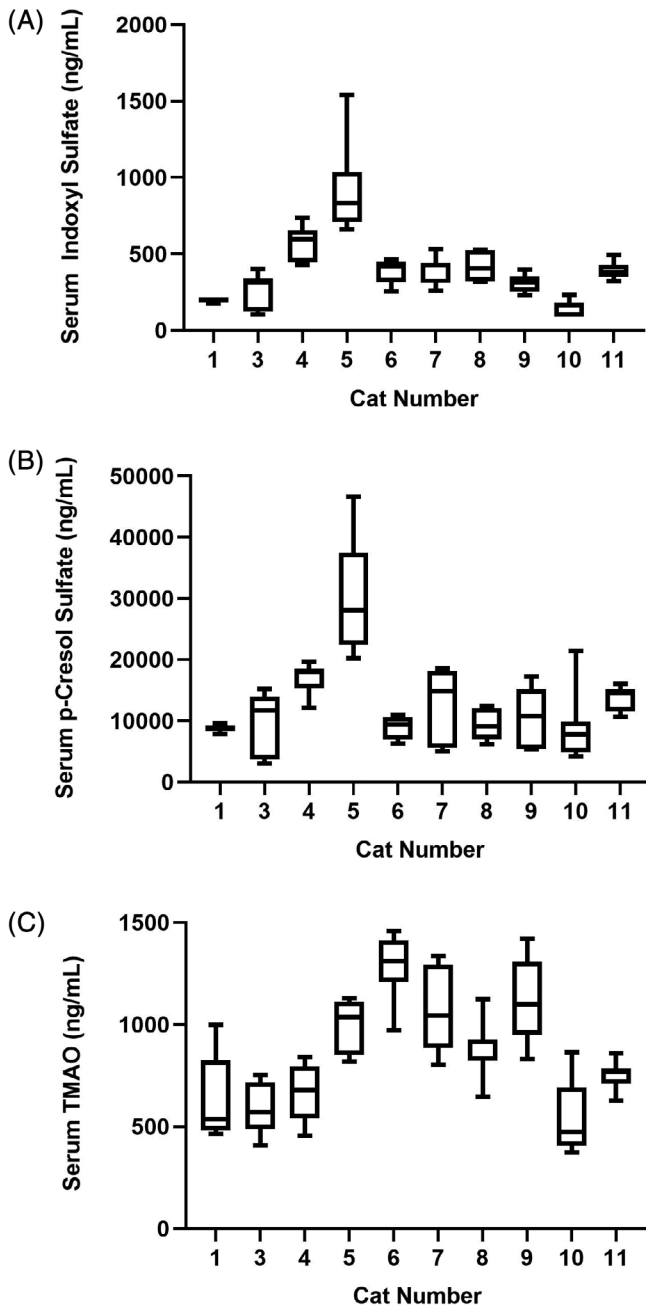 (A)
Serum Indoxyl Sulfate (ng/mL)
2000
1500
1000
500
0
1 3 4 5 6 7 8 9 10 11
Cat Number
(B)
Serum p-Cresol Sulfate (ng/mL)
50000
40000
30000
20000
10000
0
1 3 4 5 6 7 8 9 10 11
Cat Number
(C)
Serum TMAO (ng/mL)
1500
1000
500
0
1 3 4 5 6 7 8 9 10 11
Cat Number